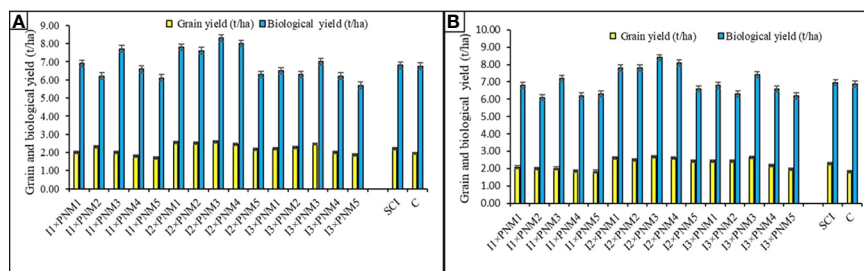 A
Grain yield (t/ha) Biological yield (t/ha)
Grain and biological yield (t/ha)
9.00
8.00
7.00
6.00
5.00
4.00
3.00
2.00
1.00
0.00
I1×PNM1
I1×PNM2
I1×PNM3
I1×PNM4
I1×PNM5
I2×PNM1
I2×PNM2
I2×PNM3
I2×PNM4
I2×PNM5
I3×PNM1
I3×PNM2
I3×PNM3
I3×PNM4
I3×PNM5
SCI
C
B
Grain yield (t/ha) Biological yield (t/ha)
Grain and biological yield (t/ha)
10.00
9.00
8.00
7.00
6.00
5.00
4.00
3.00
2.00
1.00
0.00
I1×PNM1
I1×PNM2
I1×PNM3
I1×PNM4
I1×PNM5
I2×PNM1
I2×PNM2
I2×PNM3
I2×PNM4
I2×PNM5
I3×PNM1
I3×PNM2
I3×PNM3
I3×PNM4
I3×PNM5
SCI
C